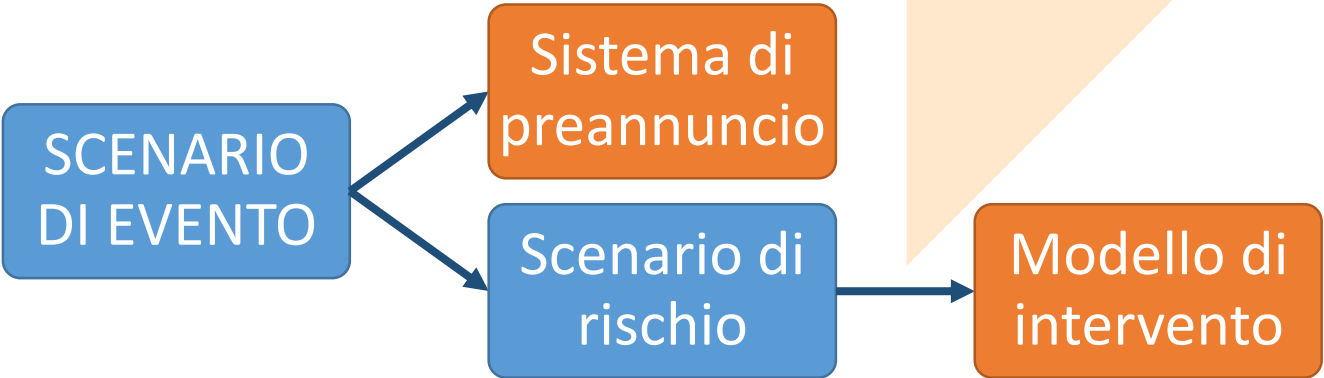 SCENARIO
DI EVENTO
Sistema di
preannuncio
Scenario di
rischio
Modello di
intervento